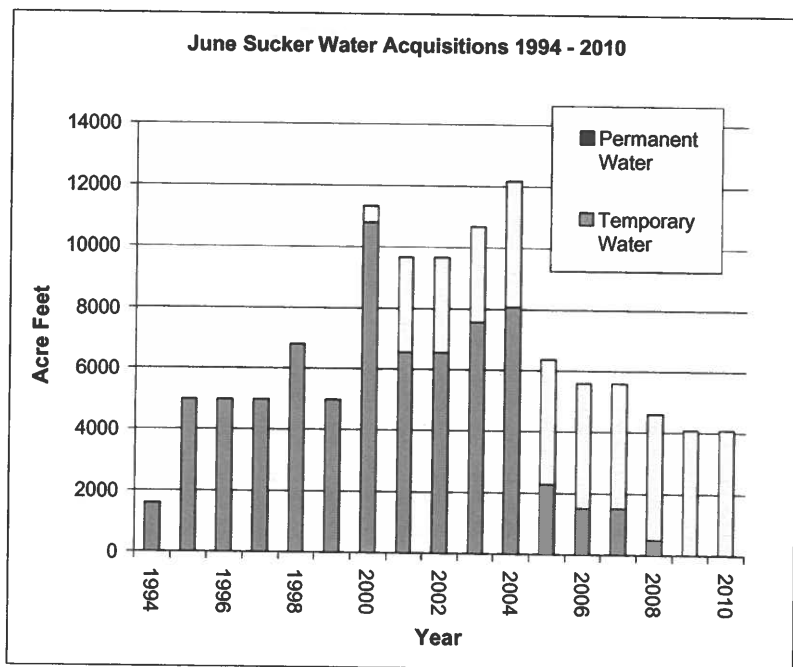 June Sucker Water Acquisitions 1994 - 2010
14000
12000
10000
8000
6000
4000
2000
0
Acre Feet
Permanent
Water
Temporary
Water
1994
1996
1998
2000
2002
2004
2006
2008
2010
Year